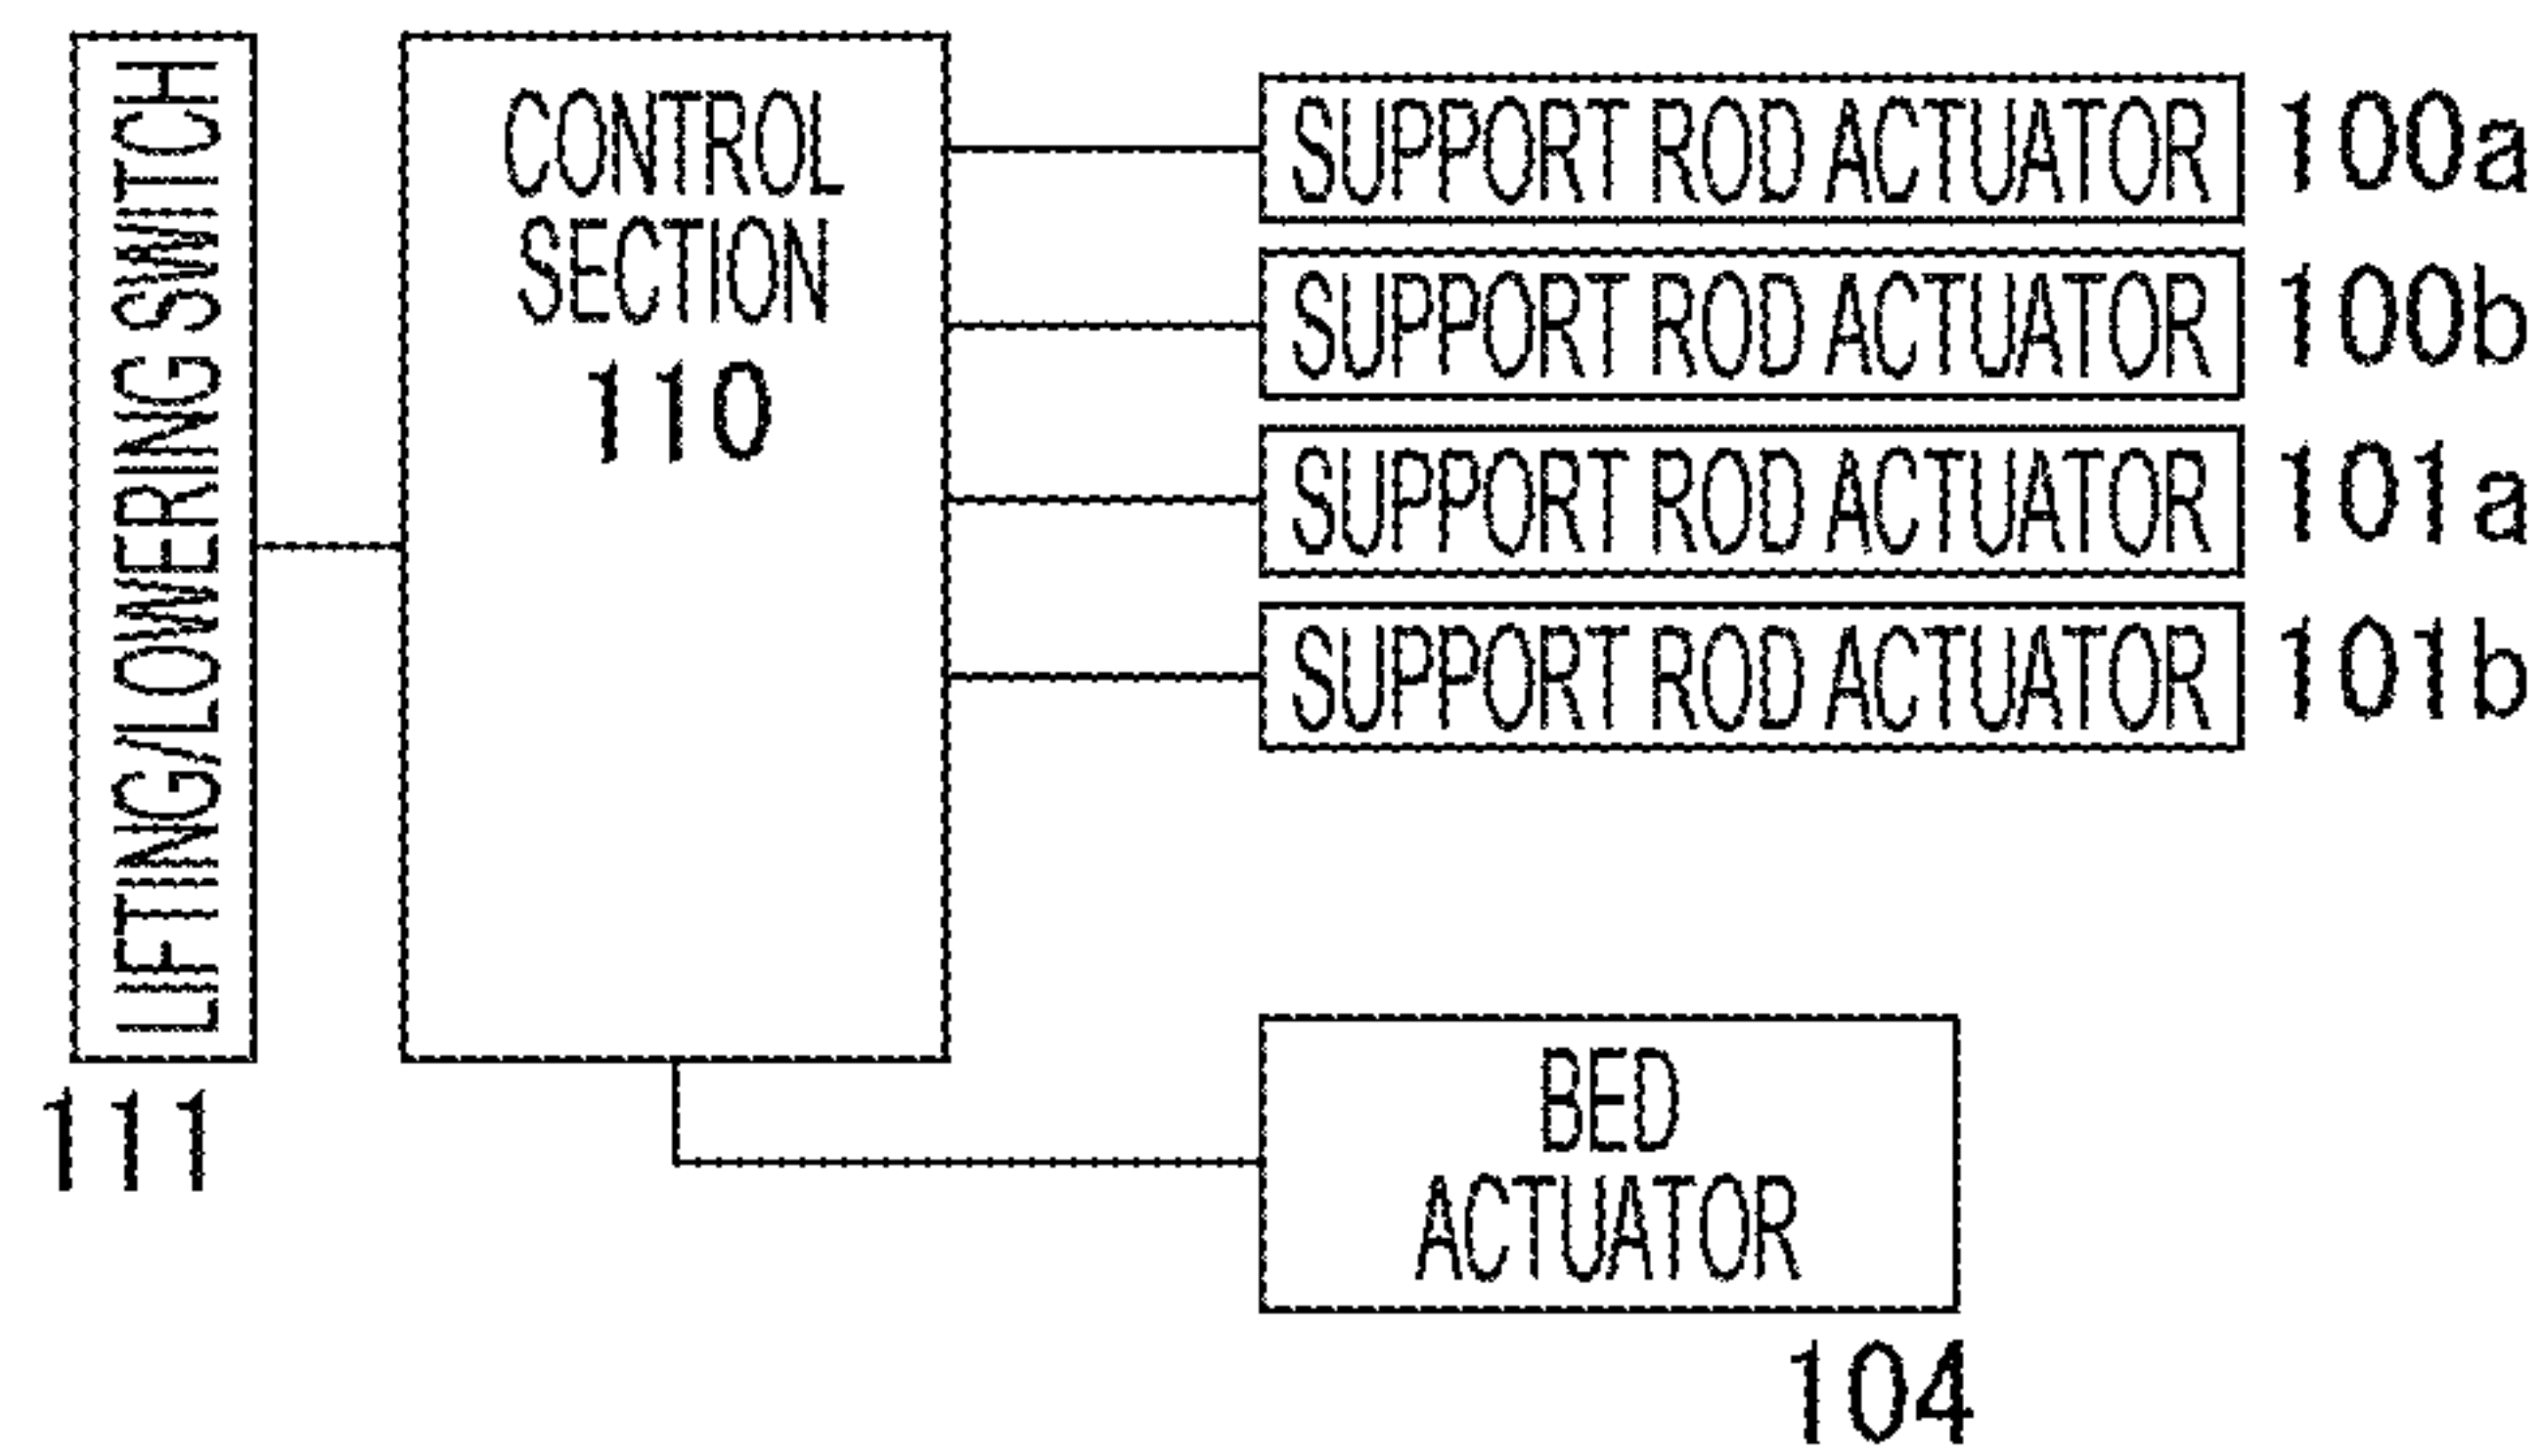 LIFTING/LOWERING SWITCH
111
CONTROL
SECTION
110
SUPPORT ROD ACTUATOR 100a
SUPPORT ROD ACTUATOR 100b
SUPPORT ROD ACTUATOR 101a
SUPPORT ROD ACTUATOR 101b
BED
ACTUATOR
104